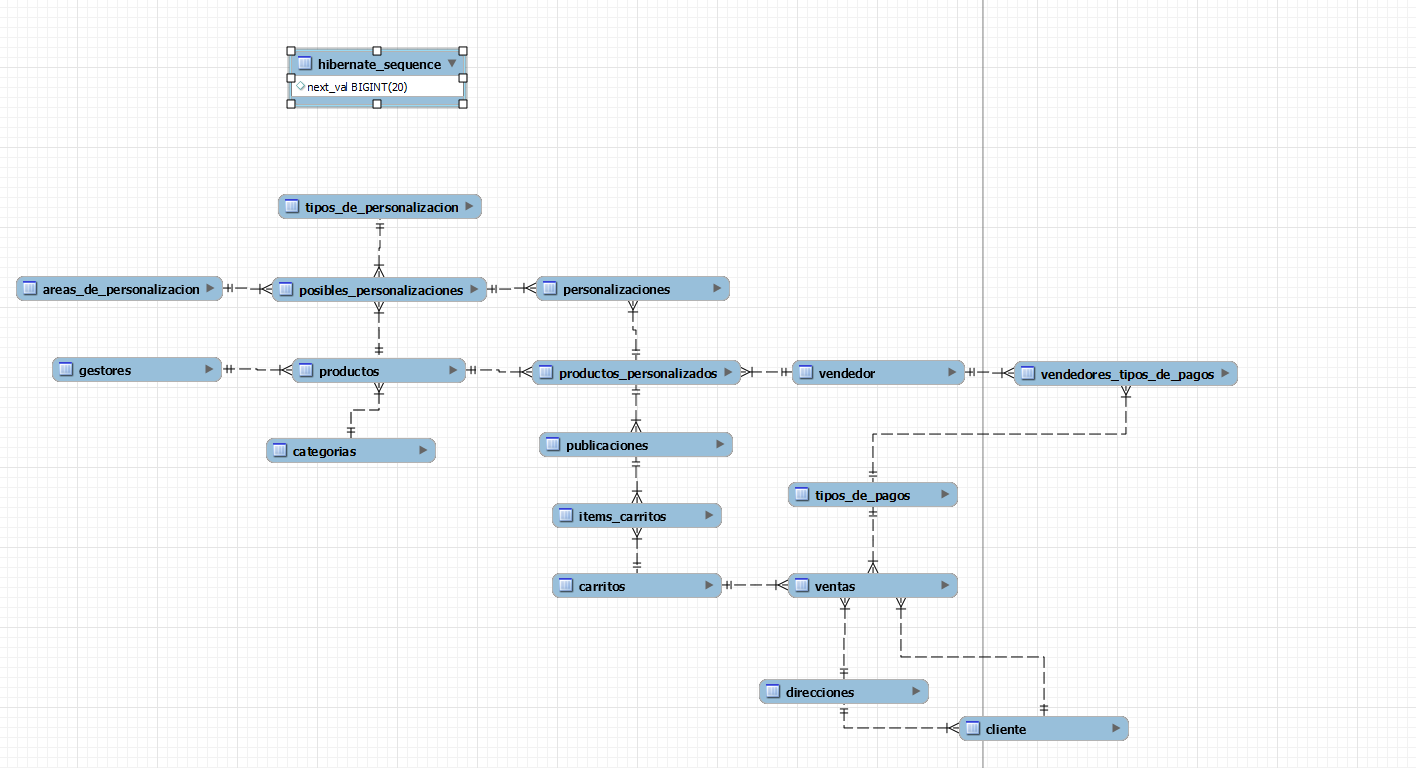 hibernate_sequence
next_val BIGINT(20)
tipos_de_personalizacion
areas_de_personalizacion
posibles_personalizaciones
personalizaciones
gestores
productos
productos_personalizados
vendedor
vendedores_tipos_de_pagos
categorias
publicaciones
tipos_de_pagos
items_carritos
carritos
ventas
direcciones
cliente